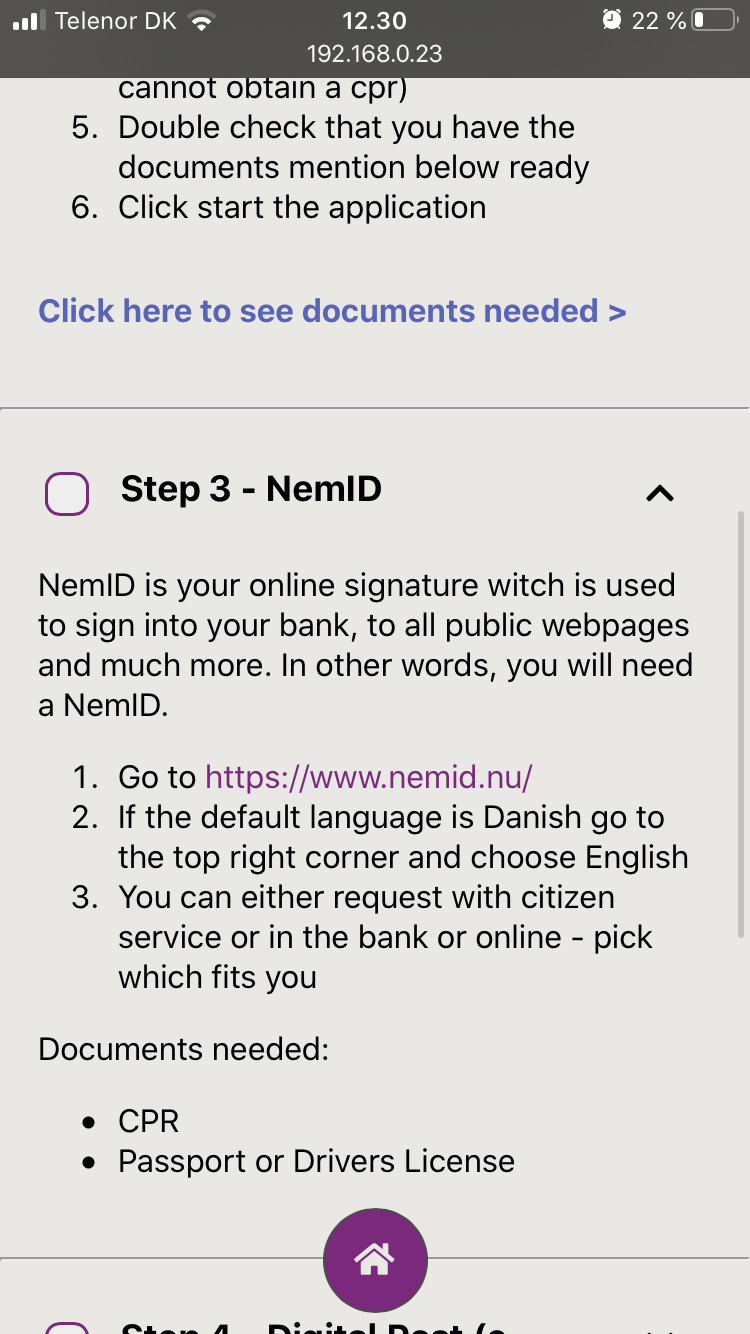 Telenor DK 12.30 22 %
192.168.0.23
cannot obtain a cpr)
5. Double check that you have the
documents mention below ready
6. Click start the application
Click here to see documents needed >
Step 3 - NemID
NemID is your online signature witch is used
to sign into your bank, to all public webpages
and much more. In other words, you will need
a NemID.
1. Go to https://www.nemid.nu/
2. If the default language is Danish go to
the top right corner and choose English
3. You can either request with citizen
service or in the bank or online - pick
which fits you
Documents needed:
• CPR
• Passport or Drivers License
Step 4 - Digital Post (e